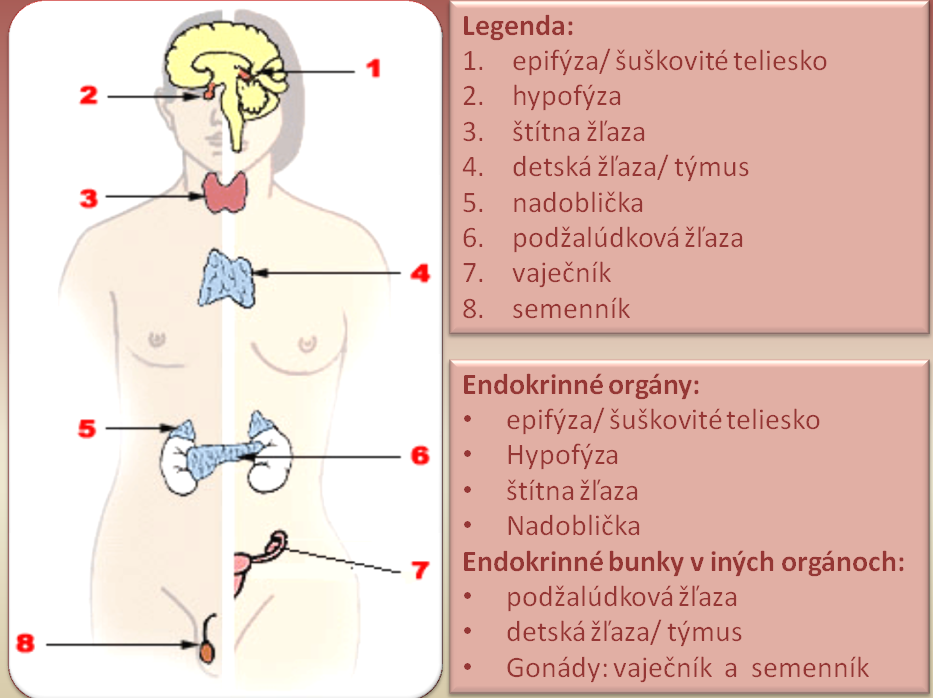 1
2
3
4
5
6
7
8
Legenda:
1. epifýza/ šuškovité teliesko
2. hypofýza
3. štítna žľaza
4. detská žľaza/ týmus
5. nadoblička
6. podžalúdková žľaza
7. vaječník
8. semenník
Endokrinné orgány:
• epifýza/ šuškovité teliesko
• Hypofýza
• štítna žľaza
• Nadoblička
Endokrinné bunky v iných orgánoch:
• podžalúdková žľaza
• detská žľaza/ týmus
• Gonády: vaječník a semenník